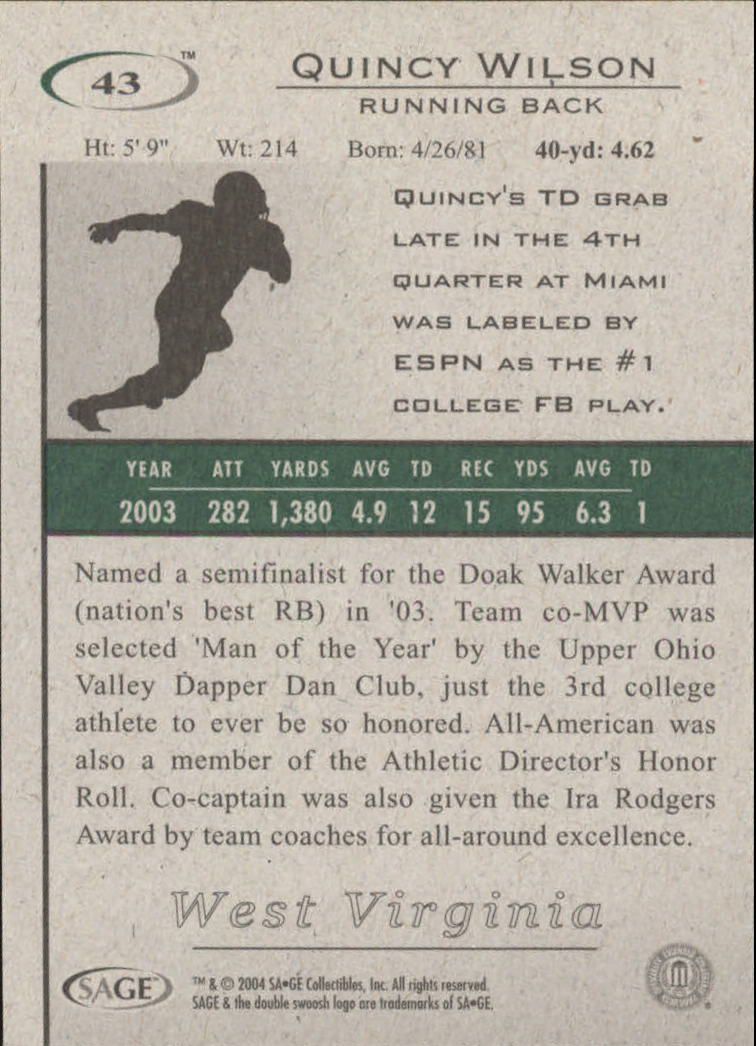 43
™
QUINCY WILSON
RUNNING BACK
Ht: 5' 9" Wt: 214 Born: 4/26/81 40-yd: 4.62
QUINCY'S TD GRAB
LATE IN THE 4TH
QUARTER AT MIAMI
WAS LABELED BY
ESPN AS THE #1
COLLEGE FB PLAY.
YEAR ATT YARDS AVG TD REC YDS AVG TD
2003 282 1,380 4.9 12 15 95 6.3 1
Named a semifinalist for the Doak Walker Award
(nation's best RB) in '03. Team co-MVP was
selected 'Man of the Year' by the Upper Ohio
Valley Dapper Dan Club, just the 3rd college
athlete to ever be so honored. All-American was
also a member of the Athletic Director's Honor
Roll. Co-captain was also given the Ira Rodgers
Award by team coaches for all-around excellence.
West Virginia
SAGE
™ & © 2004 SA•GE Collectibles, Inc. All rights reserved.
SAGE & the double swoosh logo are trademarks of SA•GE.